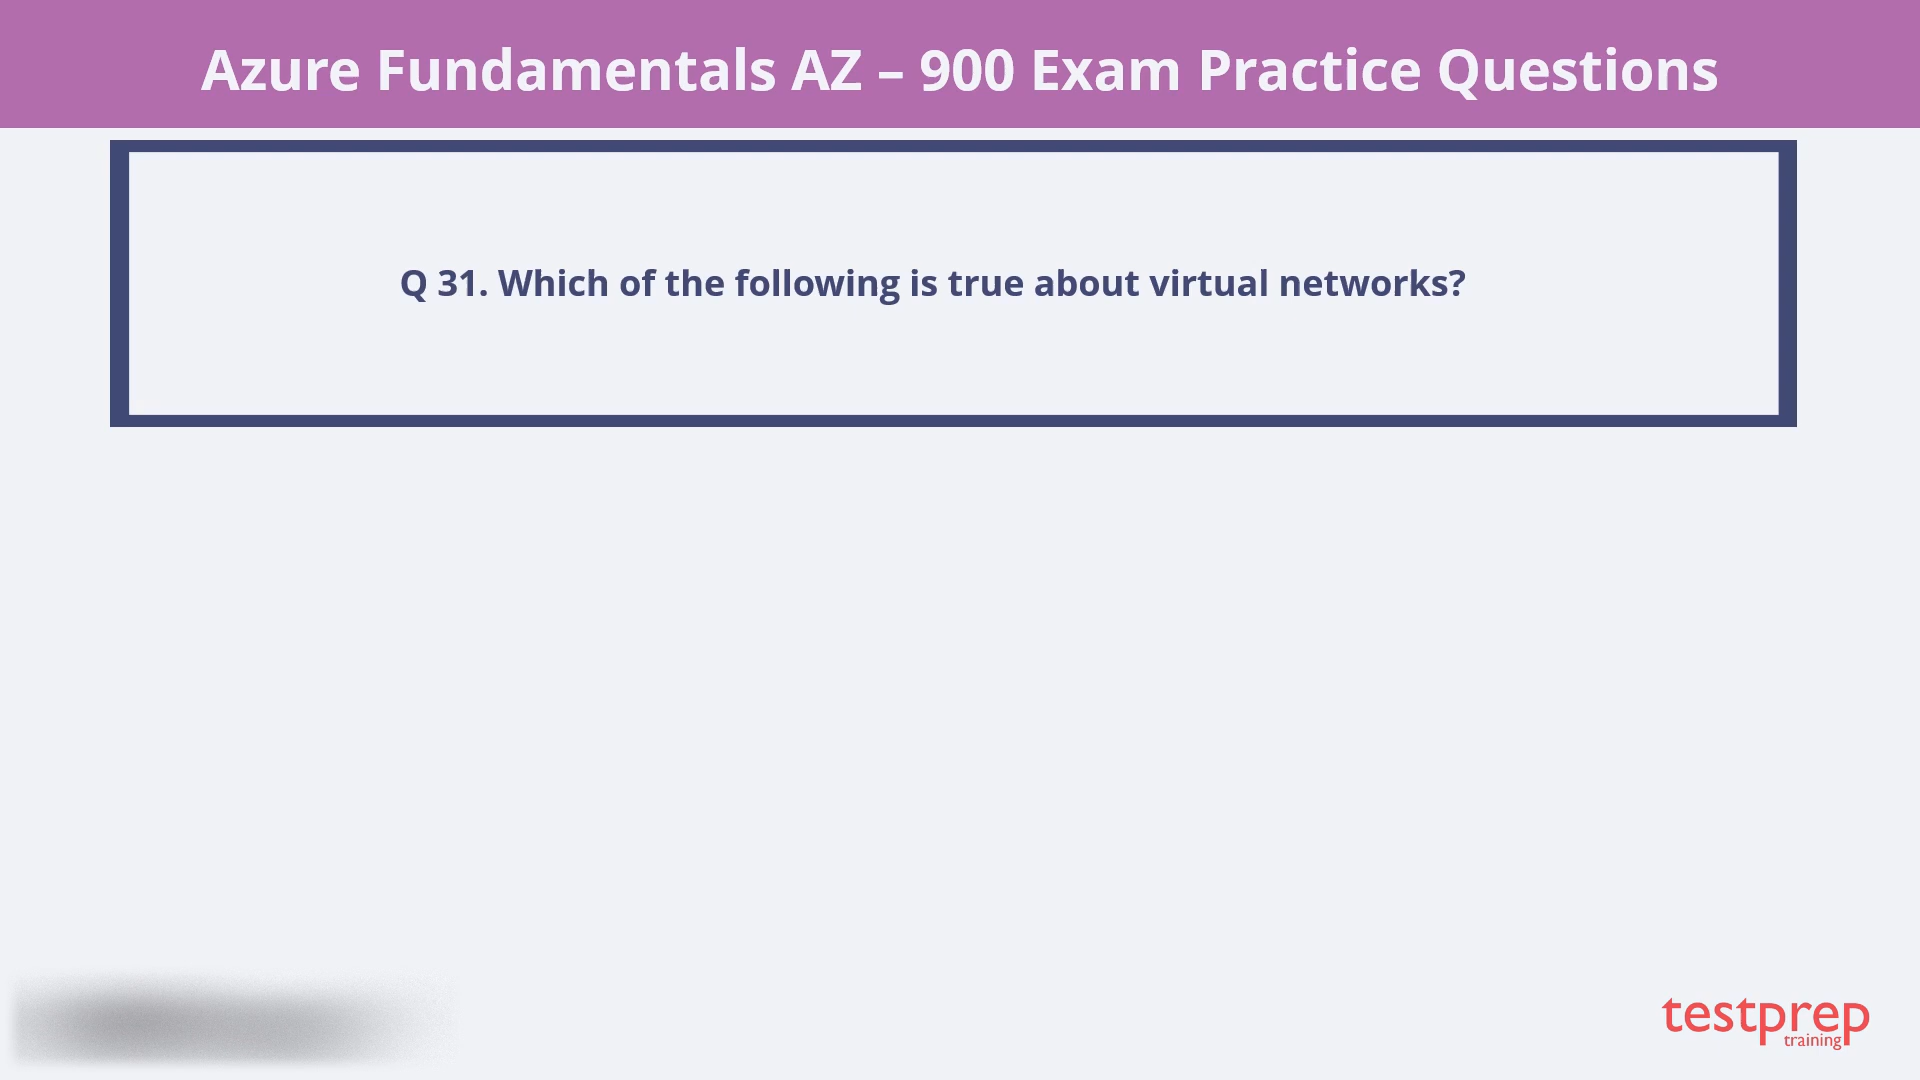 Azure Fundamentals AZ – 900 Exam Practice Questions
Q 31. Which of the following is true about virtual networks?
testprep
training